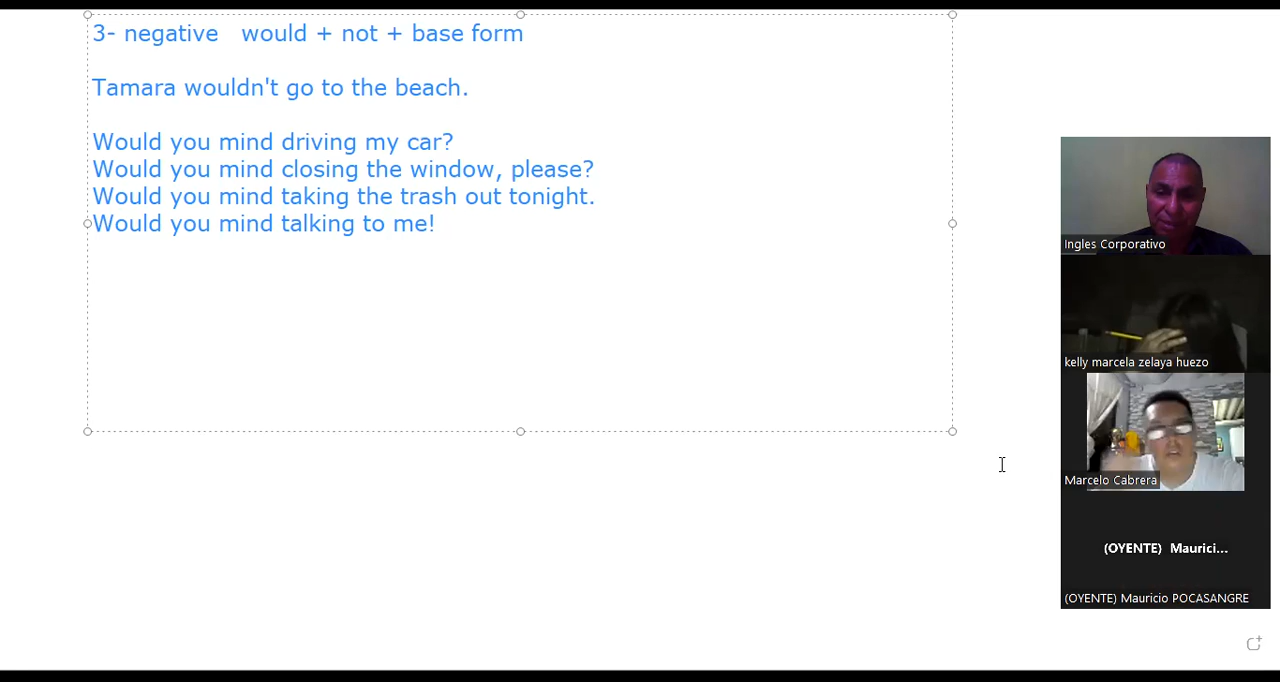 3- negative   would + not + base form
Tamara wouldn't go to the beach.
Would you mind driving my car?
Would you mind closing the window, please?
Would you mind taking the trash out tonight.
Would you mind talking to me!
Ingles Corporativo
kelly marcela zelaya huezo
Marcelo Cabrera
(OYENTE)  Maurici...
(OYENTE) Mauricio POCASANGRE